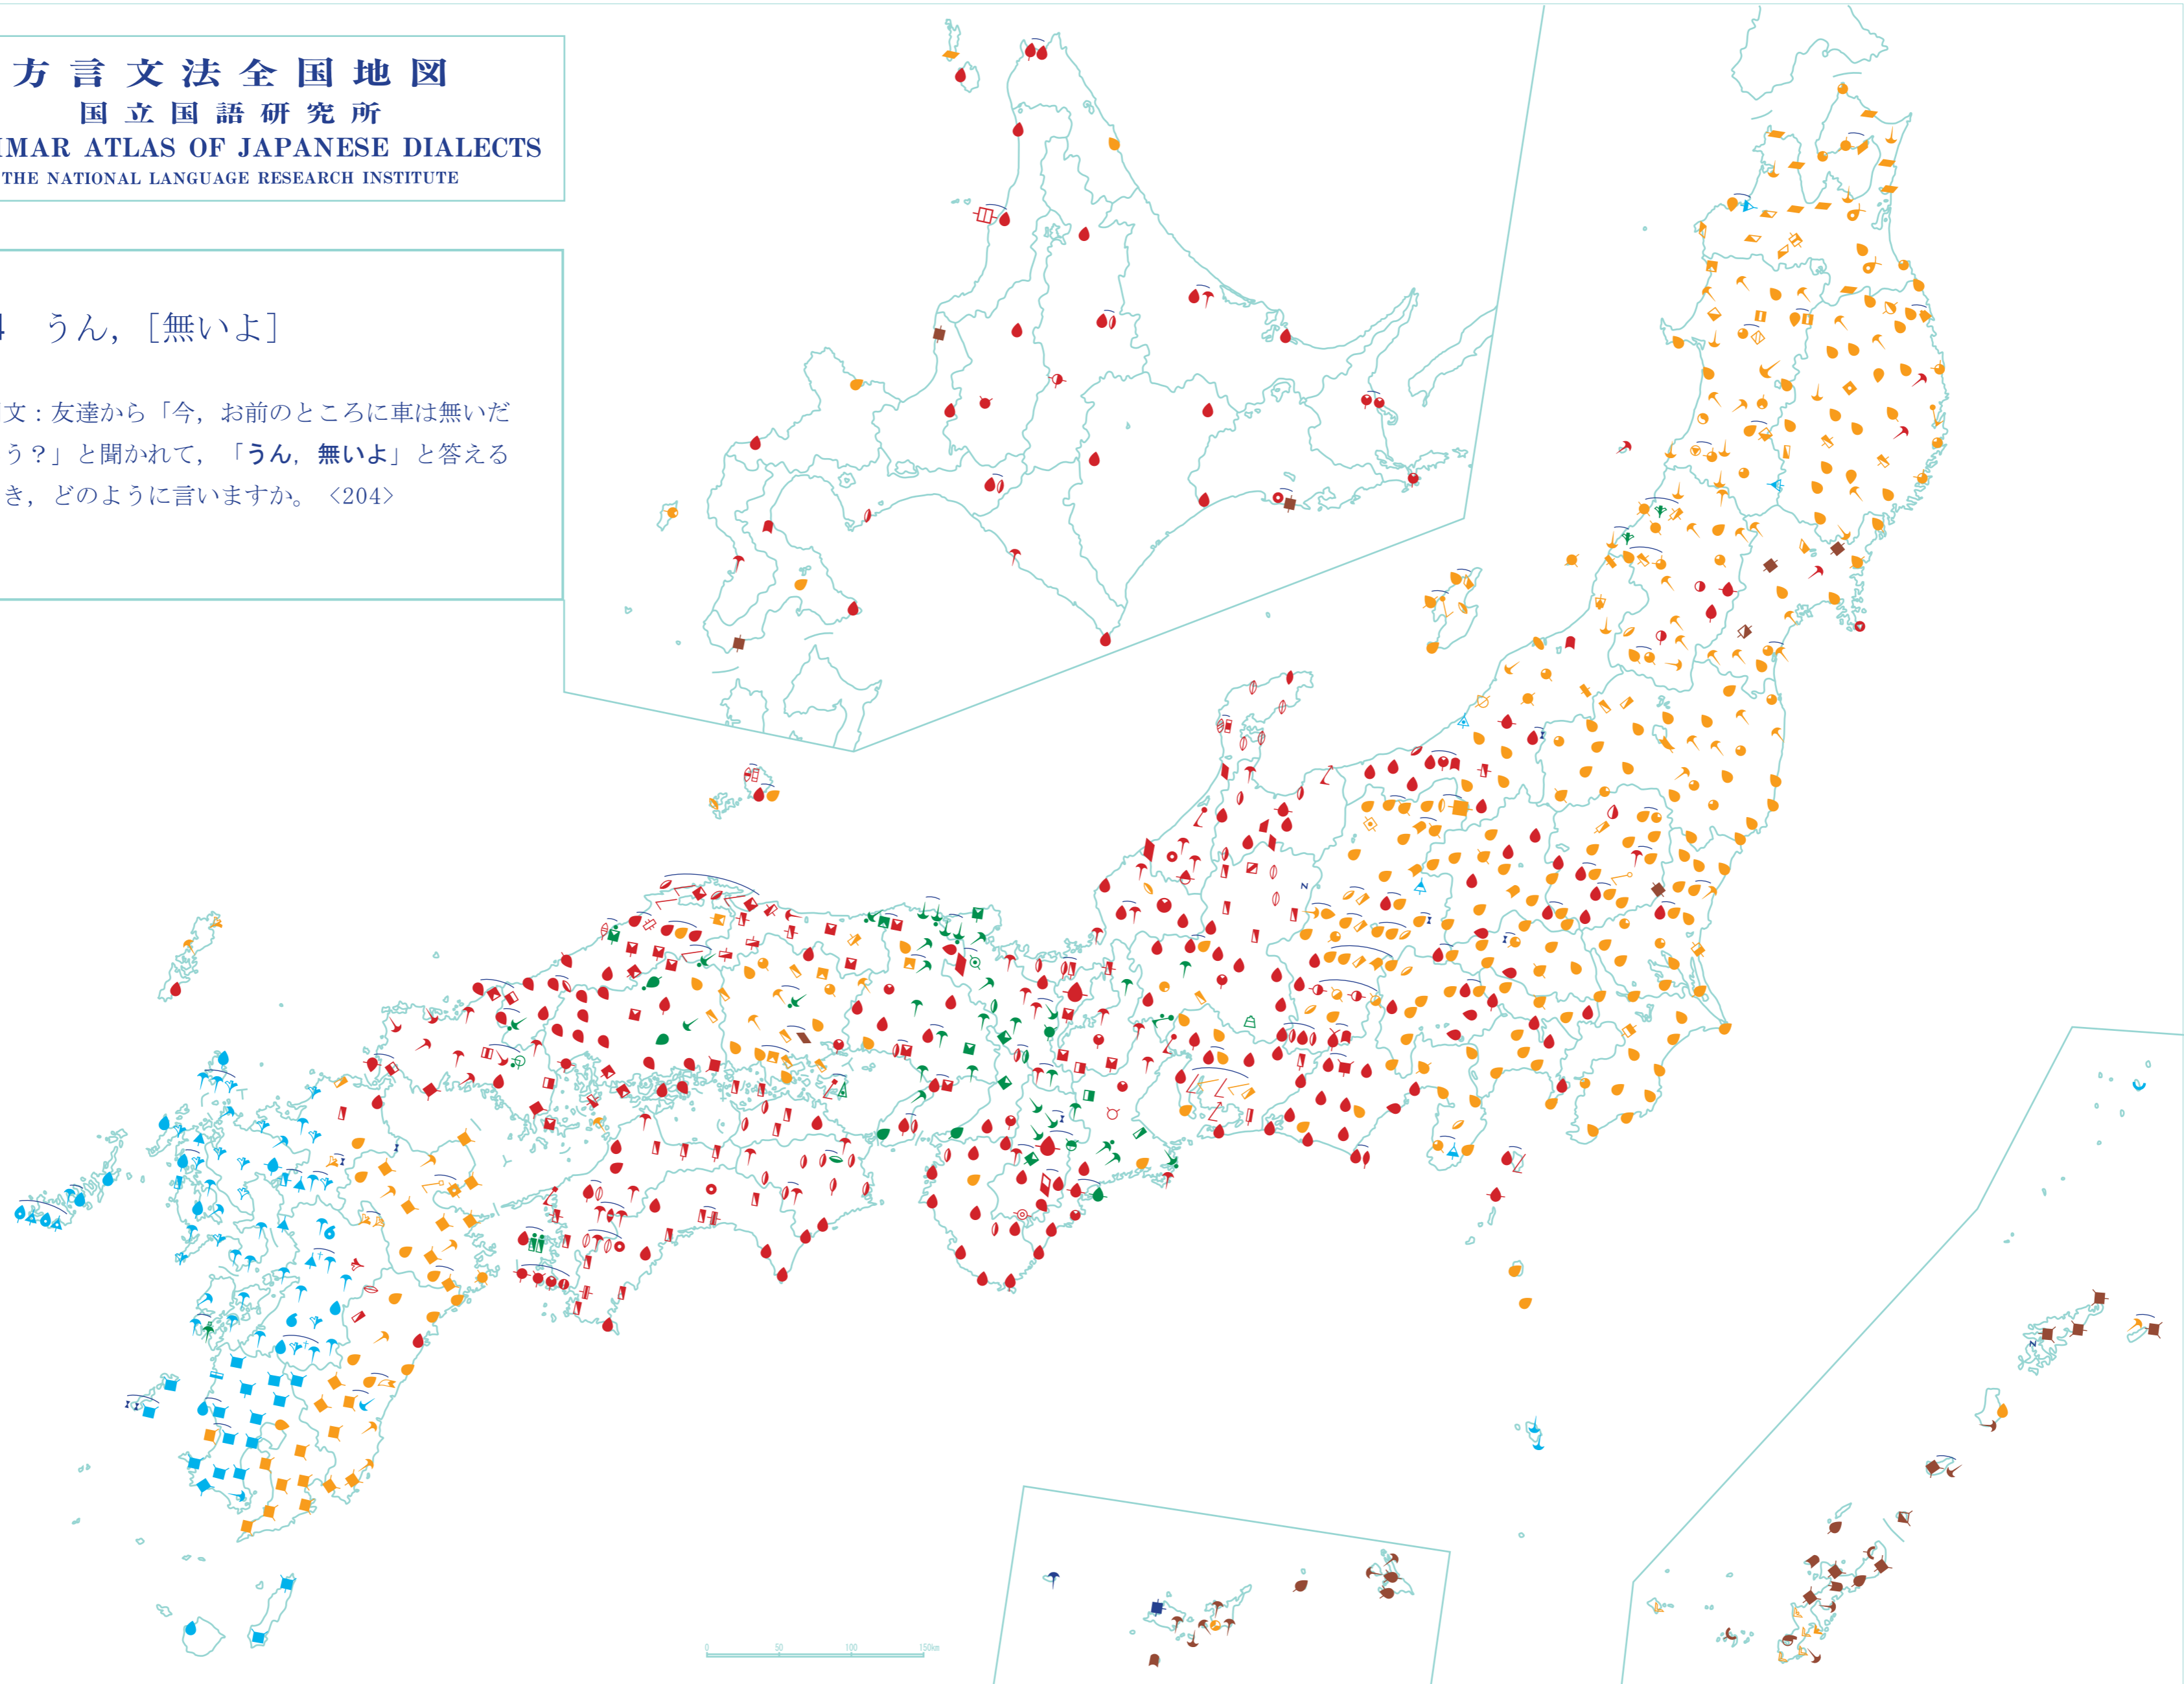 方言文法全国地図
国立国語研究所
MAR ATLAS OF JAPANESE DIALECTS
THE NATIONAL LANGUAGE RESEARCH INSTITUTE
うん,［無いよ］
文：友達から「今，お前のところに車は無いだ
う？」と聞かれて，「うん，無いよ」と答える
き，どのように言いますか。<204>
N
N
0 50 100 150km